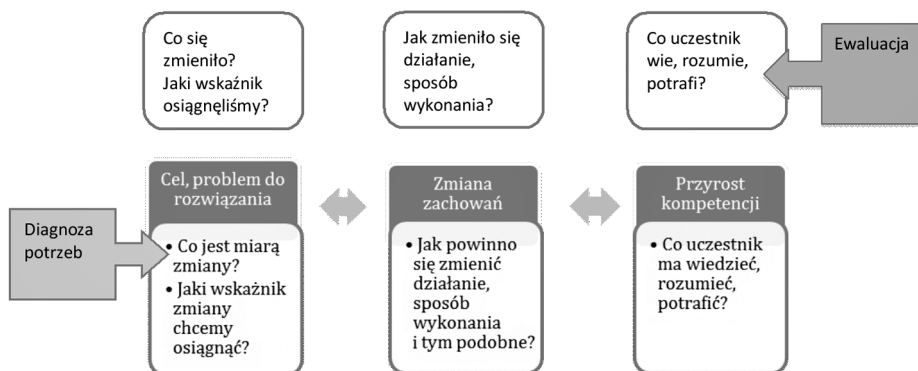 Co się
zmieniło?
Jaki wskaźnik
osiągnęliśmy?
Jak zmieniło się
działanie,
sposób
wykonania?
Co uczestnik
wie, rozumie,
potrafi?
Ewaluacja
Diagnoza
potrzeb
Cel, problem do
rozwiązania
• Co jest miarą
zmiany?
• Jaki wskażnik
zmiany
chcemy
osiągnąć?
Zmiana
zachowań
• Jak powinno
się zmienić
działanie,
sposób
wykonania
i tym podobne?
Przyrost
kompetencji
• Co uczestnik
ma wiedzieć,
rozumieć,
potrafić?